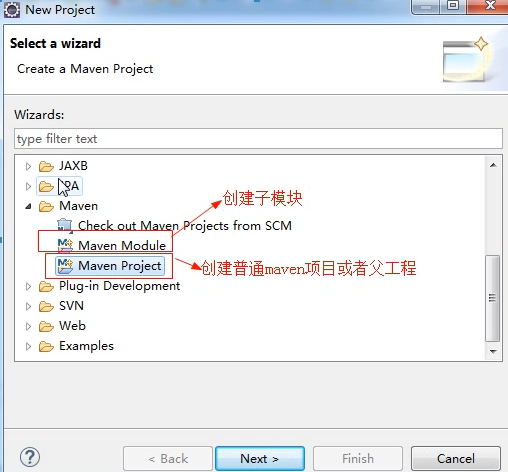 New Project
Select a wizard
Create a Maven Project
Wizards:
type filter text
JAXB
Maven
创建子模块
Check out Maven Projects from SCM
Maven Module
Maven Project
创建普通maven项目或者父工程
Plug-in Development
SVN
Web
Examples
?
< Back
Next >
Finish
Cancel